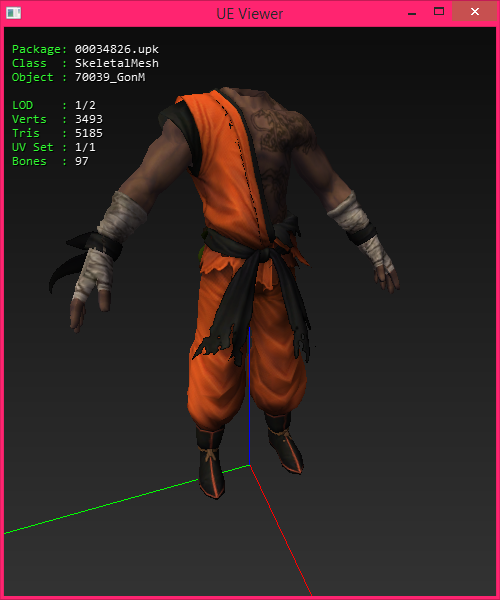 UE Viewer
Package: 00034826.upk
Class : SkeletalMesh
Object : 70039_GonM
LOD : 1/2
Verts : 3493
Tris : 5185
UV Set : 1/1
Bones : 97